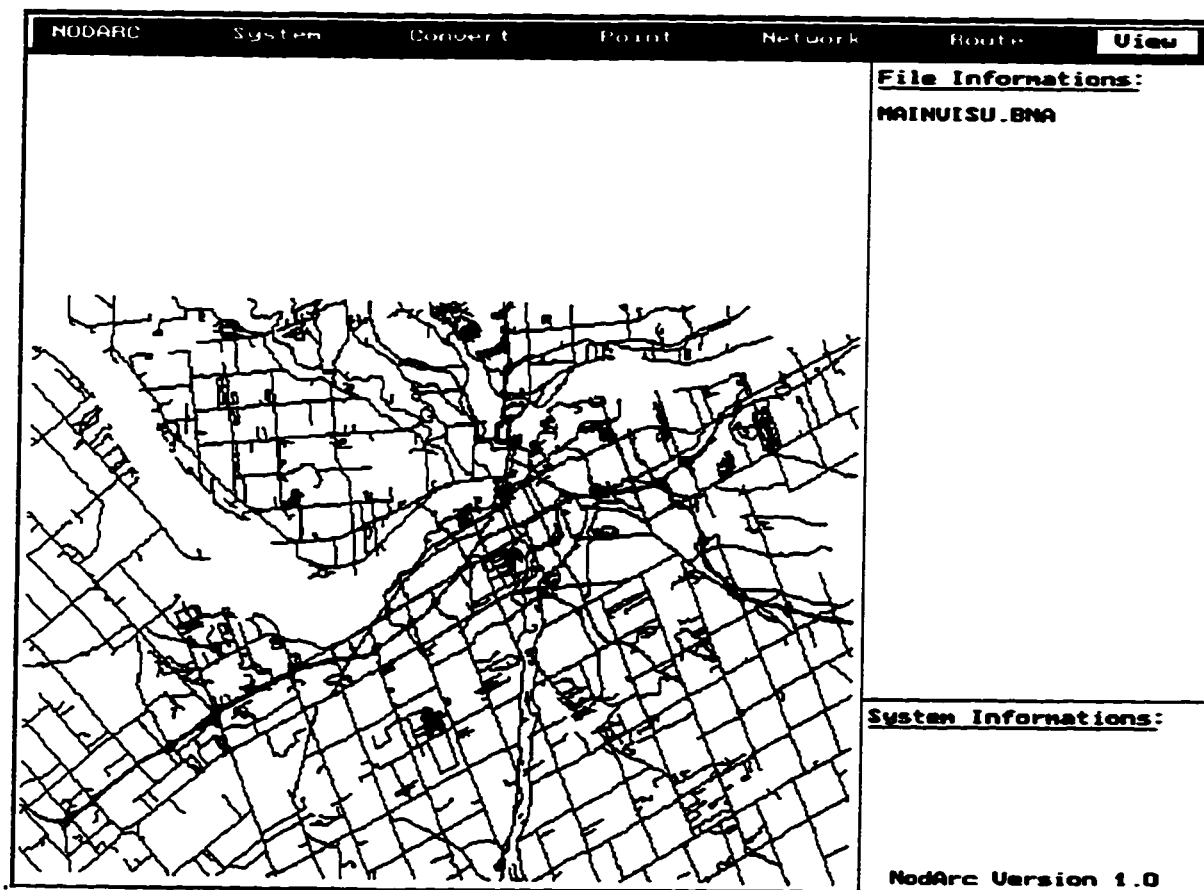 NODARC System Convert Point Network Route View
File Informations:
MAINVISU.BNA
System Informations:
NodArc Version 1.0